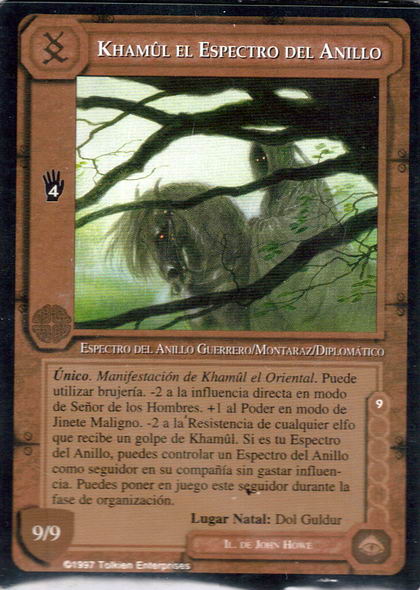 KHAMÛL EL ESPECTRO DEL ANILLO
4
ESPECTRO DEL ANILLO GUERRERO/MONTARAZ/DIPLOMÁTICO
Único. Manifestación de Khamûl el Oriental. Puede
utilizar brujería. -2 a la influencia directa en modo
de Señor de los Hombres. +1 al Poder en modo de
Jinete Maligno. -2 a la Resistencia de cualquier elfo
que recibe un golpe de Khamûl. Si es tu Espectro
del Anillo, puedes controlar un Espectro del Anillo
como seguidor en su compañía sin gastar influen-
cia. Puedes poner en juego este seguidor durante la
fase de organización.
9
Lugar Natal: Dol Guldur
9/9
IL. DE JOHN HOWE
©1997 Tolkien Enterprises